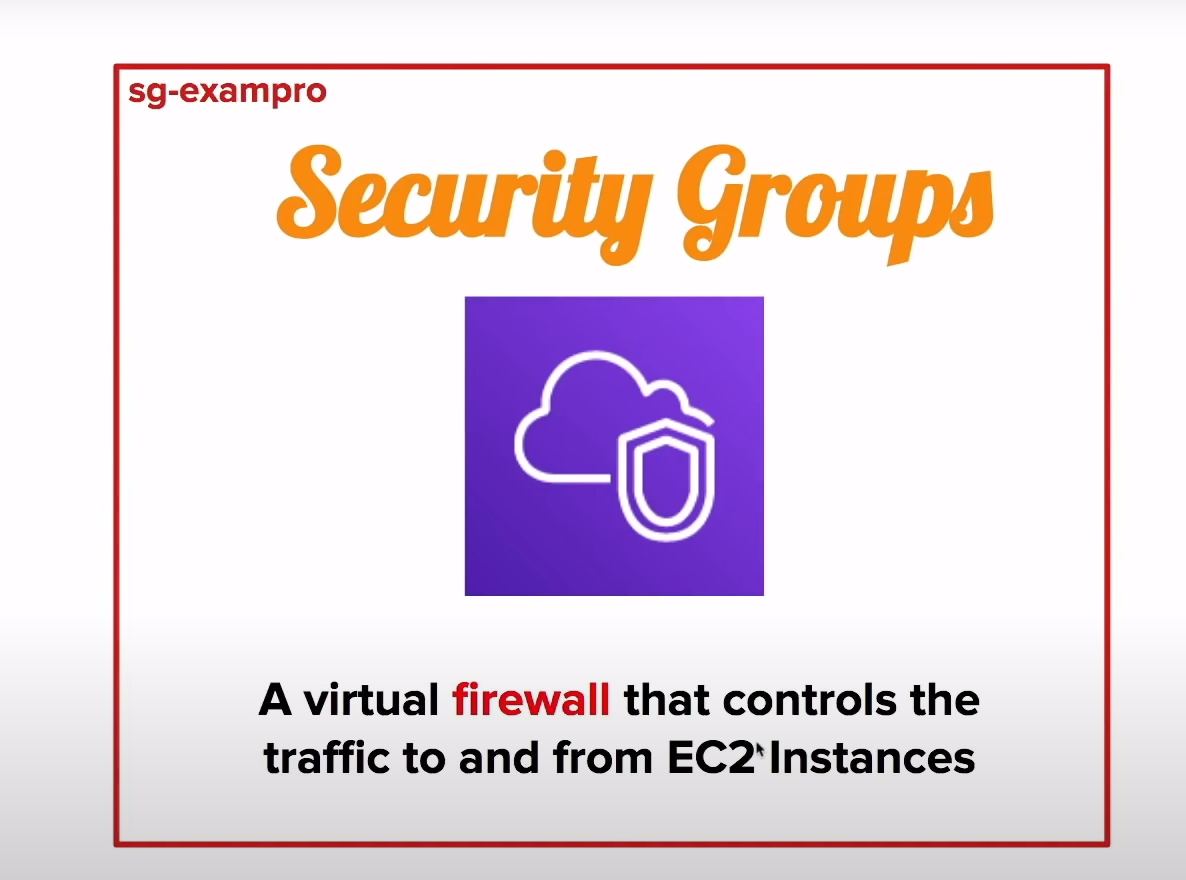 sg-exampro
Security Groups
A virtual firewall that controls the
traffic to and from EC2 Instances